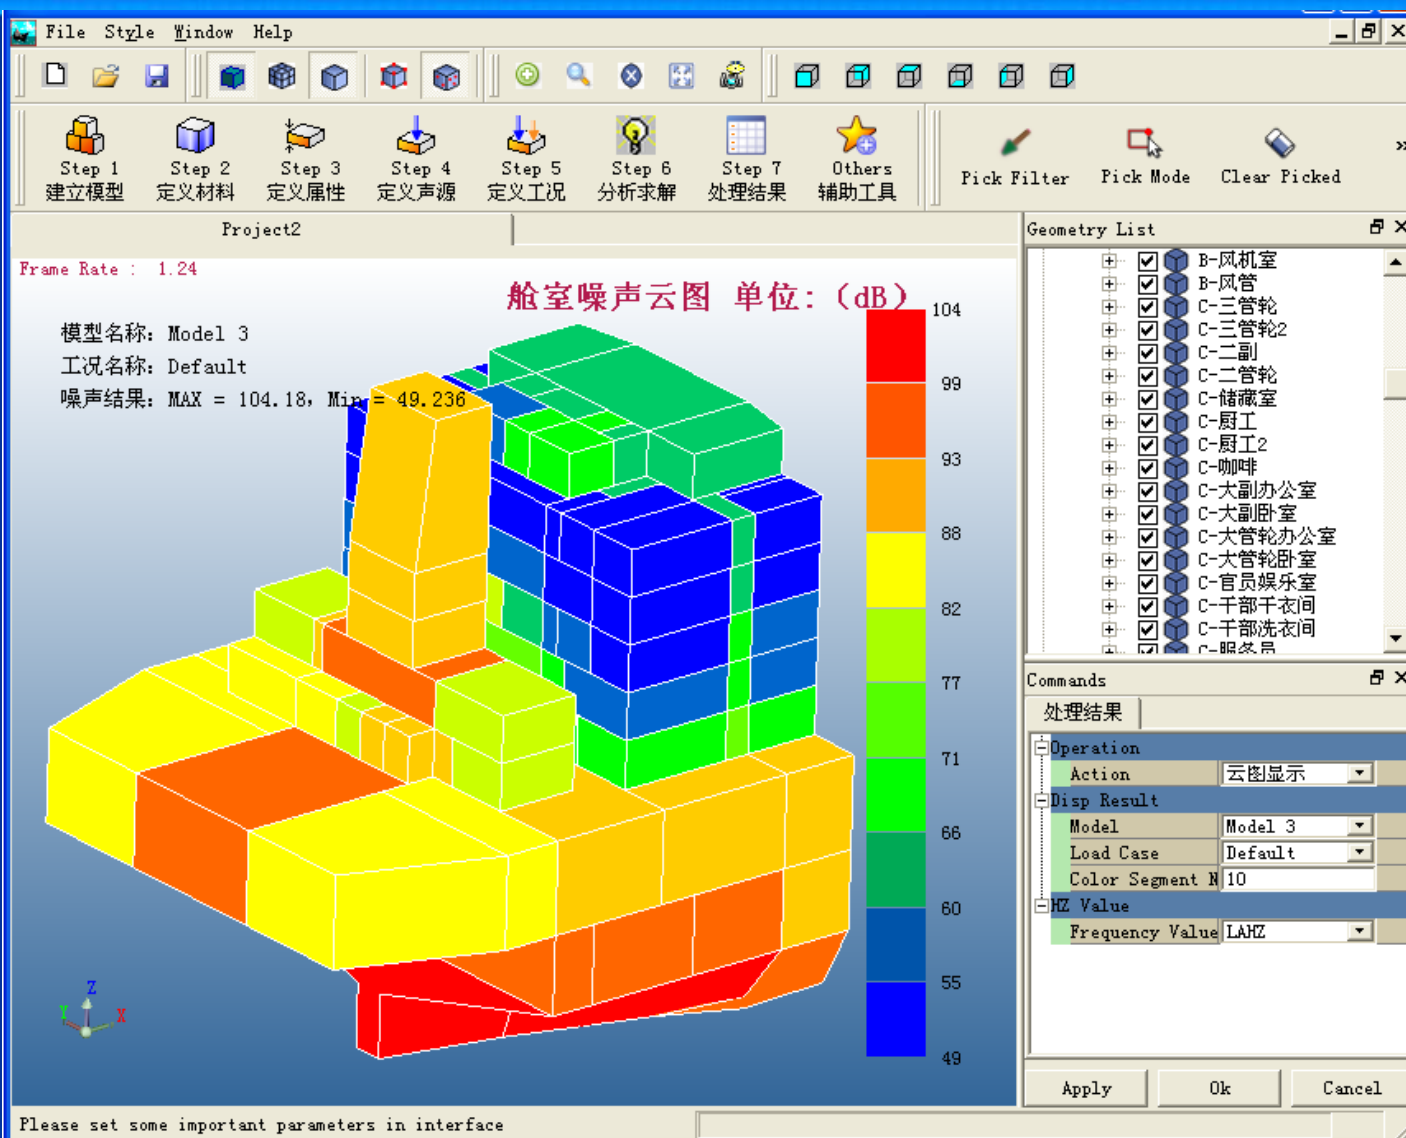 File Style Window Help
Step 1 Step 2 Step 3 Step 4 Step 5 Step 6 Step 7 Others
建立模型 定义材料 定义属性 定义声源 定义工况 分析求解 处理结果 辅助工具
Pick Filter Pick Mode Clear Picked
Project2
Frame Rate : 1.24
舱室噪声云图 单位:（dB）
模型名称: Model 3
工况名称: Default
噪声结果: MAX = 104.18, Min = 49.236
104
99
93
88
82
77
71
66
60
55
49
Z
Y
X
Geometry List
B-风机室
B-风管
C-三管轮
C-三管轮2
C-二副
C-二管轮
C-储藏室
C-厨工
C-厨工2
C-咖啡
C-大副办公室
C-大副卧室
C-大管轮办公室
C-大管轮卧室
C-官员娱乐室
C-干部干衣间
C-干部洗衣间
C-服务员
Commands
处理结果
Operation
Action 云图显示
Disp Result
Model Model 3
Load Case Default
Color Segment N 10
HZ Value
Frequency Value LAHZ
Apply Ok Cancel
Please set some important parameters in interface